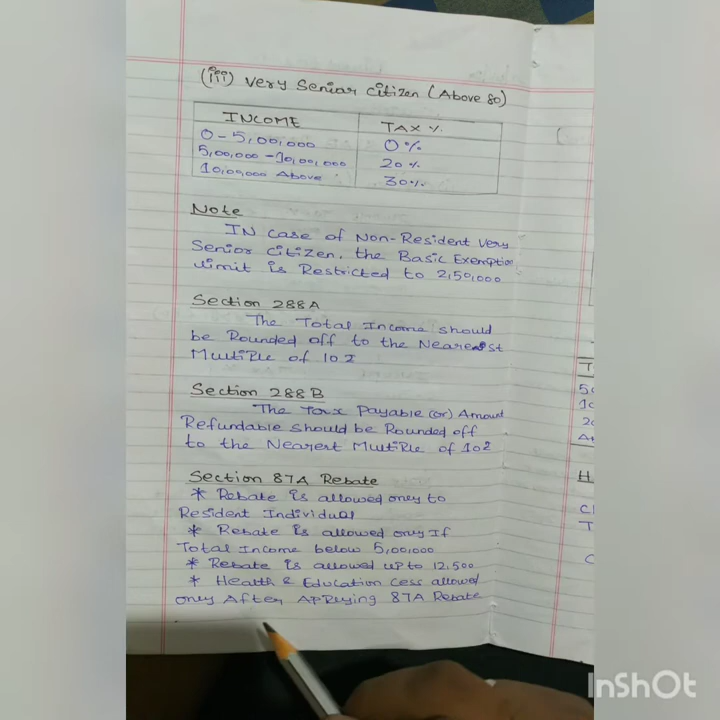 (iii) Very Senior Citizen (Above 80)
INCOME TAX %
0 - 5,00,000 0%
5,00,000 - 10,00,000 20%
10,00,000 Above 30%
Note
IN case of Non-Resident Very
Senior Citizen, the Basic Exemption
Limit is Restricted to 2,50,000
Section 288A
The Total Income should
be Rounded off to the Nearest
Multiple of 10₹
Section 288B
The Tax Payable (or) Amount
Refundable should be Rounded off
to the Nearest Multiple of 10₹
Section 87A Rebate
* Rebate is allowed only to
Resident Individual
* Rebate is allowed only If
Total Income below 5,00,000
* Rebate is allowed up to 12,500
* Health & Education Cess allowed
only After Applying 87A Rebate
InShOt